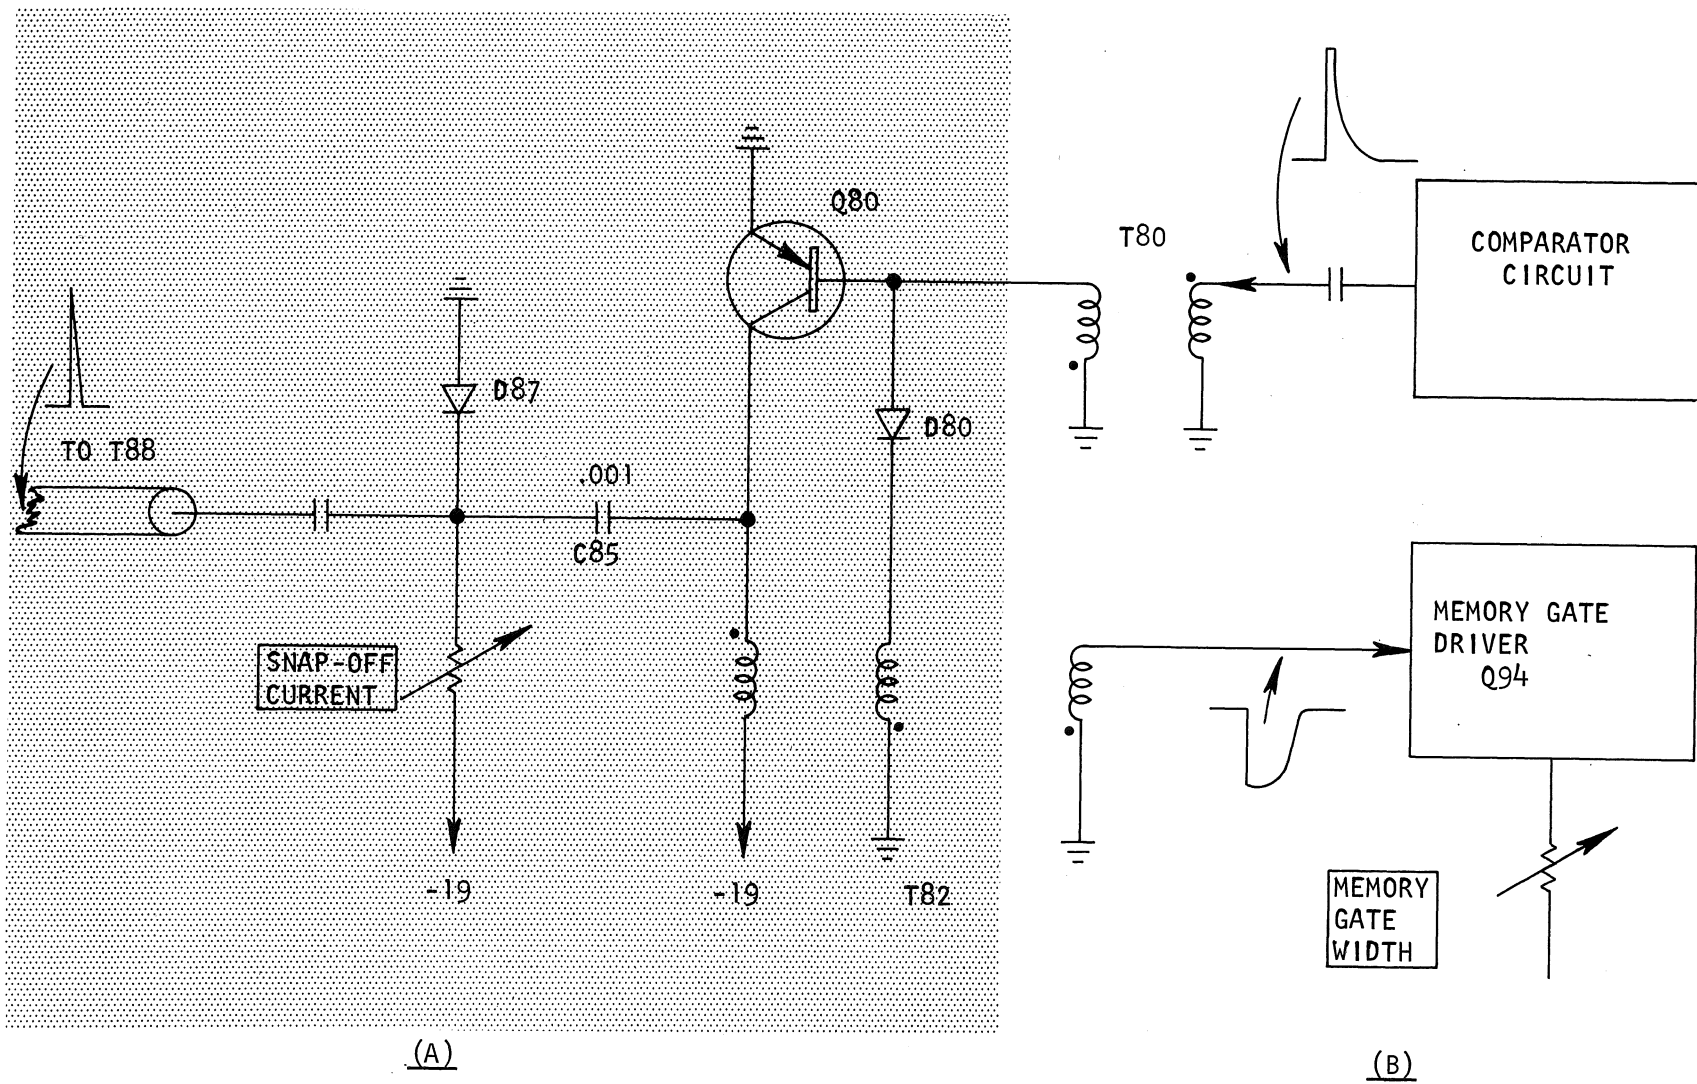 Q80
T80
COMPARATOR
CIRCUIT
D87
D80
TO T88
.001
C85
SNAP-OFF
CURRENT
MEMORY GATE
DRIVER
Q94
-19
-19
T82
MEMORY
GATE
WIDTH
(A)
(B)